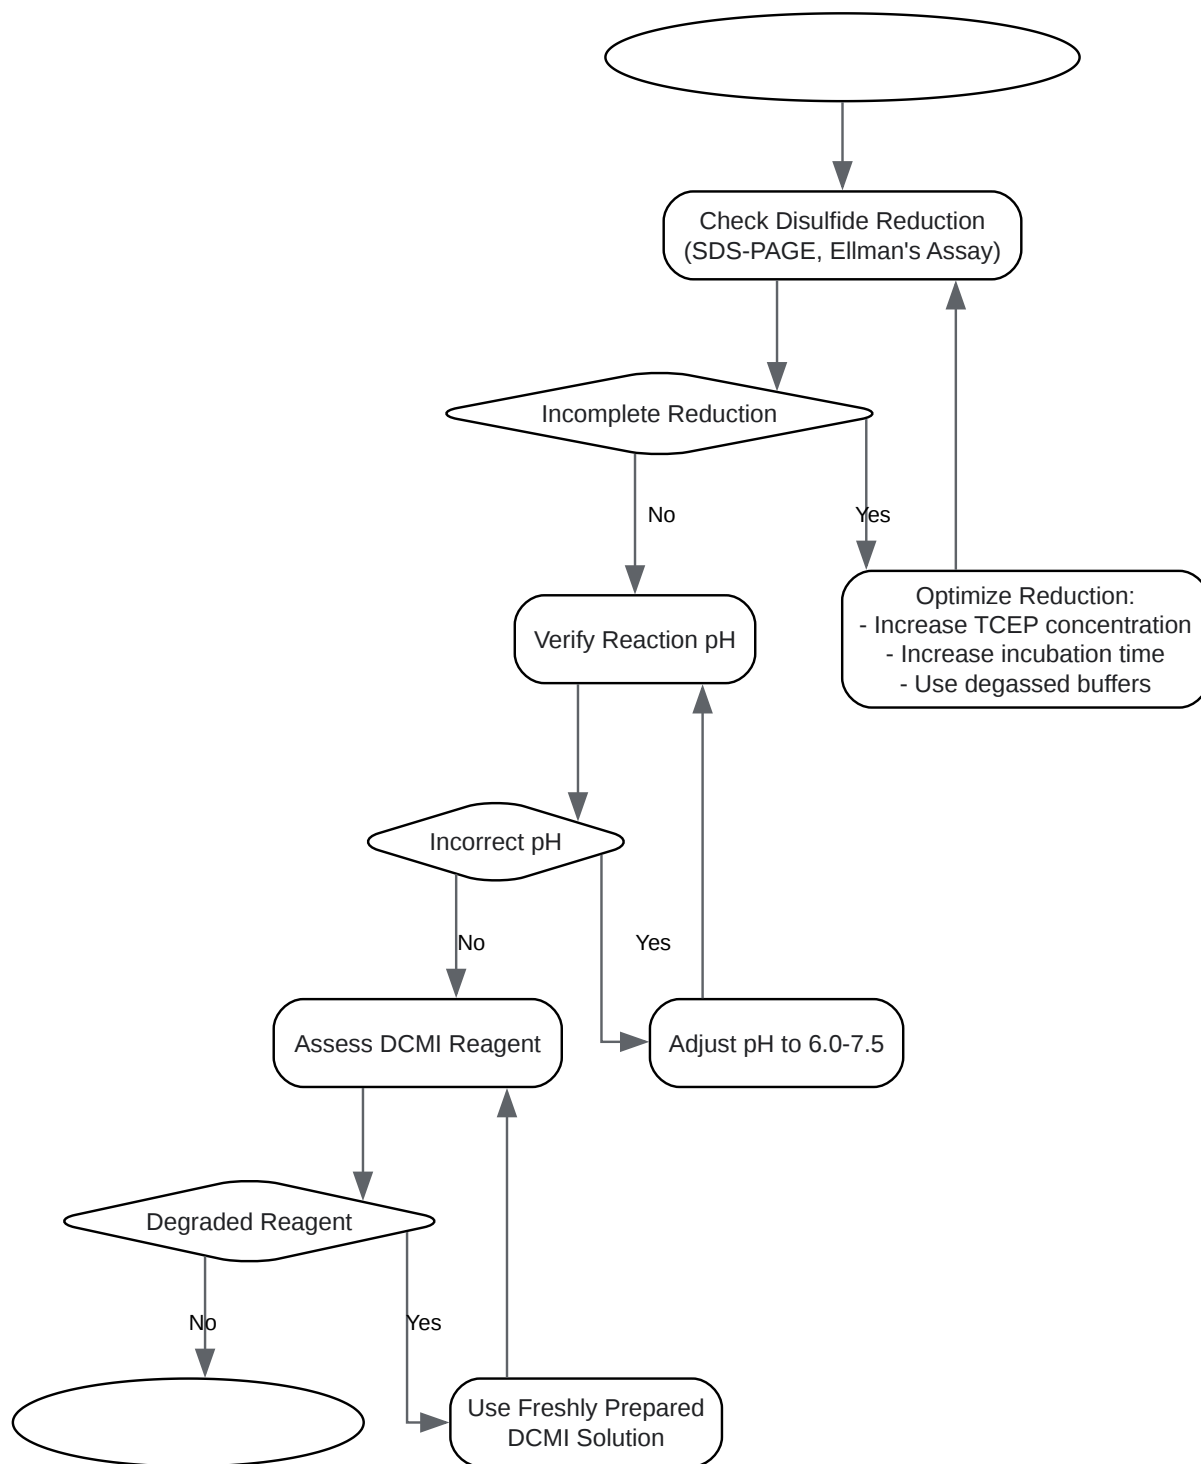 Check Disulfide Reduction
(SDS-PAGE, Ellman's Assay)
Incomplete Reduction
No
Yes
Optimize Reduction:
- Increase TCEP concentration
- Increase incubation time
- Use degassed buffers
Verify Reaction pH
Incorrect pH
No
Yes
Assess DCMI Reagent
Adjust pH to 6.0-7.5
Degraded Reagent
No
Yes
Use Freshly Prepared
DCMI Solution